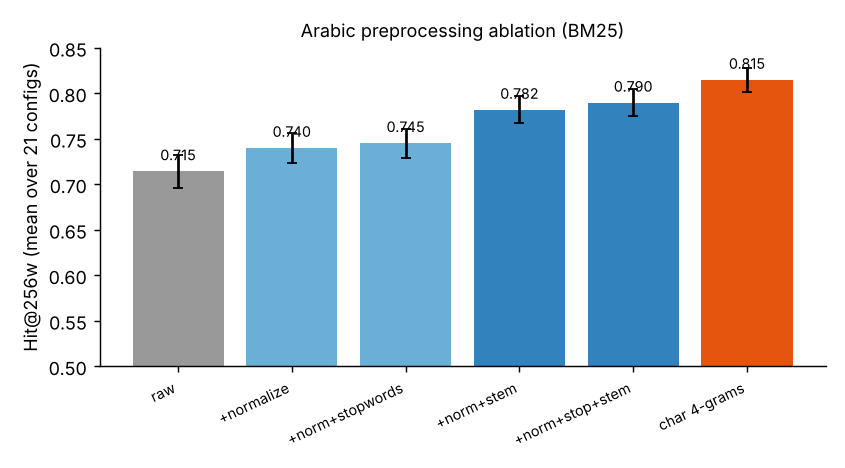 Arabic preprocessing ablation (BM25)
Hit@256w (mean over 21 configs)
0.85
0.80
0.75
0.70
0.65
0.60
0.55
0.50
0.715
0.740
0.745
0.782
0.790
0.815
raw
+normalize
+norm+stopwords
+norm+stem
+norm+stop+stem
char 4-grams